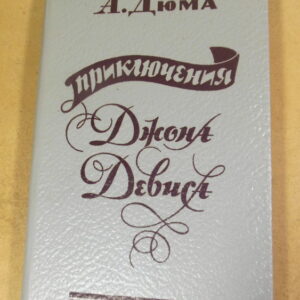 А. Дюма
приключения
Джона
Девиса